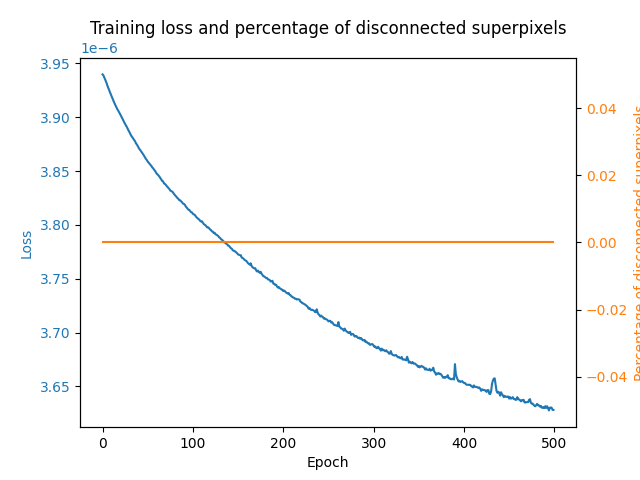 Training loss and percentage of disconnected superpixels
1e−6
3.95
3.90
3.85
3.80
3.75
3.70
3.65
Loss
0.04
0.02
0.00
−0.02
−0.04
Percentage of disconnected superpixels
0 100 200 300 400 500
Epoch